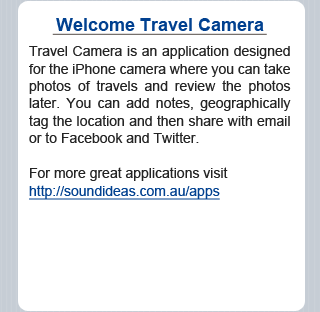 Welcome Travel Camera
Travel Camera is an application designed
for the iPhone camera where you can take
photos of travels and review the photos
later. You can add notes, geographically
tag the location and then share with email
or to Facebook and Twitter.
For more great applications visit
http://soundideas.com.au/apps